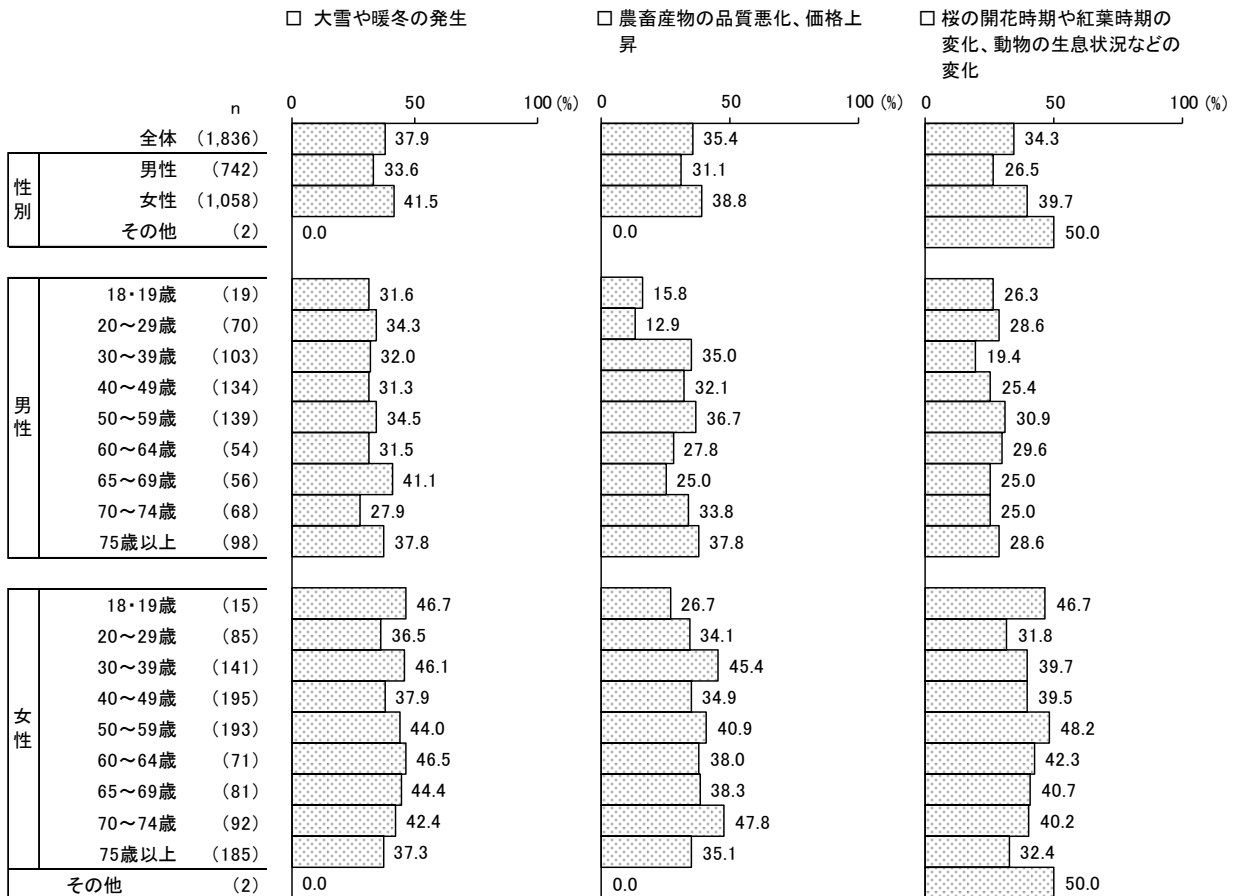 □ 大雪や暖冬の発生
□ 農畜産物の品質悪化、価格上
昇
□ 桜の開花時期や紅葉時期の
変化、動物の生息状況などの
変化
n 0 50 100 (%) 0 50 100 (%) 0 50 100 (%)
全体 (1,836) 37.9 35.4 34.3
性別
男性 (742) 33.6 31.1 26.5
女性 (1,058) 41.5 38.8 39.7
その他 (2) 0.0 0.0 50.0
男性
18・19歳 (19) 31.6 15.8 26.3
20～29歳 (70) 34.3 12.9 28.6
30～39歳 (103) 32.0 35.0 19.4
40～49歳 (134) 31.3 32.1 25.4
50～59歳 (139) 34.5 36.7 30.9
60～64歳 (54) 31.5 27.8 29.6
65～69歳 (56) 41.1 25.0 25.0
70～74歳 (68) 27.9 33.8 25.0
75歳以上 (98) 37.8 37.8 28.6
女性
18・19歳 (15) 46.7 26.7 46.7
20～29歳 (85) 36.5 34.1 31.8
30～39歳 (141) 46.1 45.4 39.7
40～49歳 (195) 37.9 34.9 39.5
50～59歳 (193) 44.0 40.9 48.2
60～64歳 (71) 46.5 38.0 42.3
65～69歳 (81) 44.4 38.3 40.7
70～74歳 (92) 42.4 47.8 40.2
75歳以上 (185) 37.3 35.1 32.4
その他 (2) 0.0 0.0 50.0